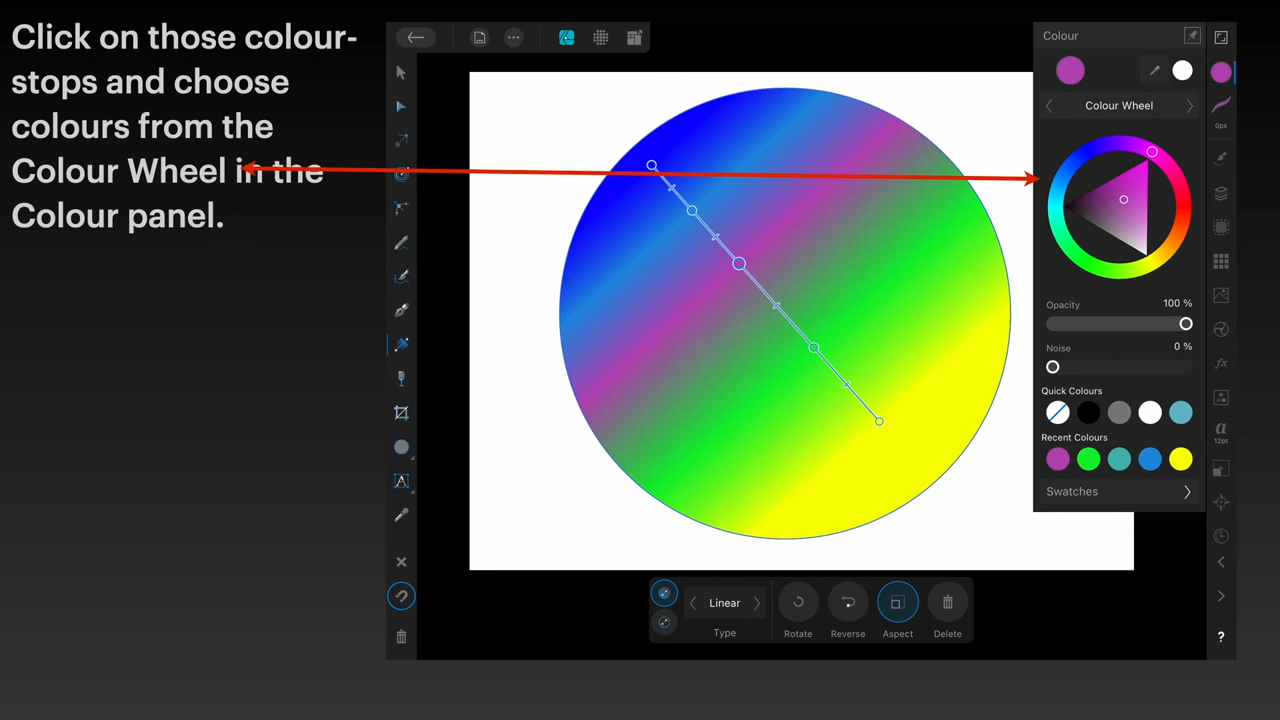 Click on those colour-
stops and choose
colours from the
Colour Wheel in the
Colour panel.
Colour
Colour Wheel
0px
Opacity 100 %
Noise 0 %
Quick Colours
Recent Colours
Swatches
fx
a
12pt
A
Linear
Type
Rotate Reverse Aspect Delete
?